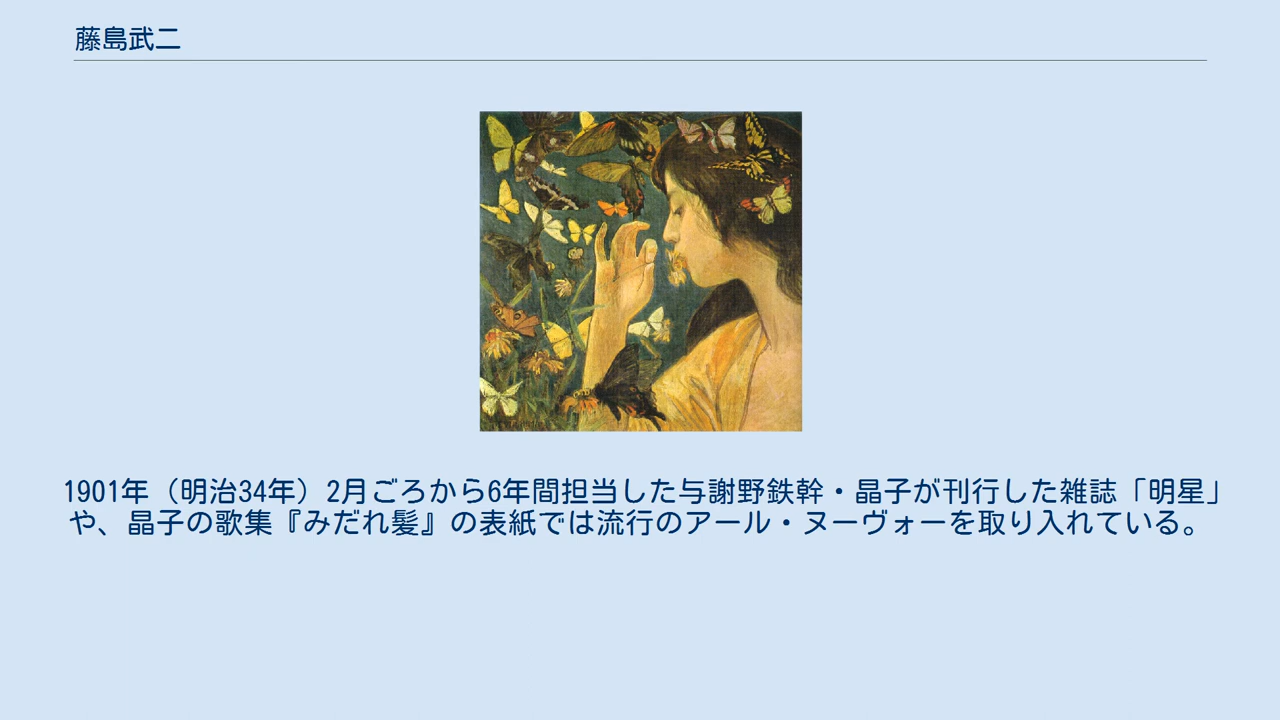 藤島武二
1901年（明治34年）2月ごろから6年間担当した与謝野鉄幹・晶子が刊行した雑誌「明星」
や、晶子の歌集『みだれ髪』の表紙では流行のアール・ヌーヴォーを取り入れている。